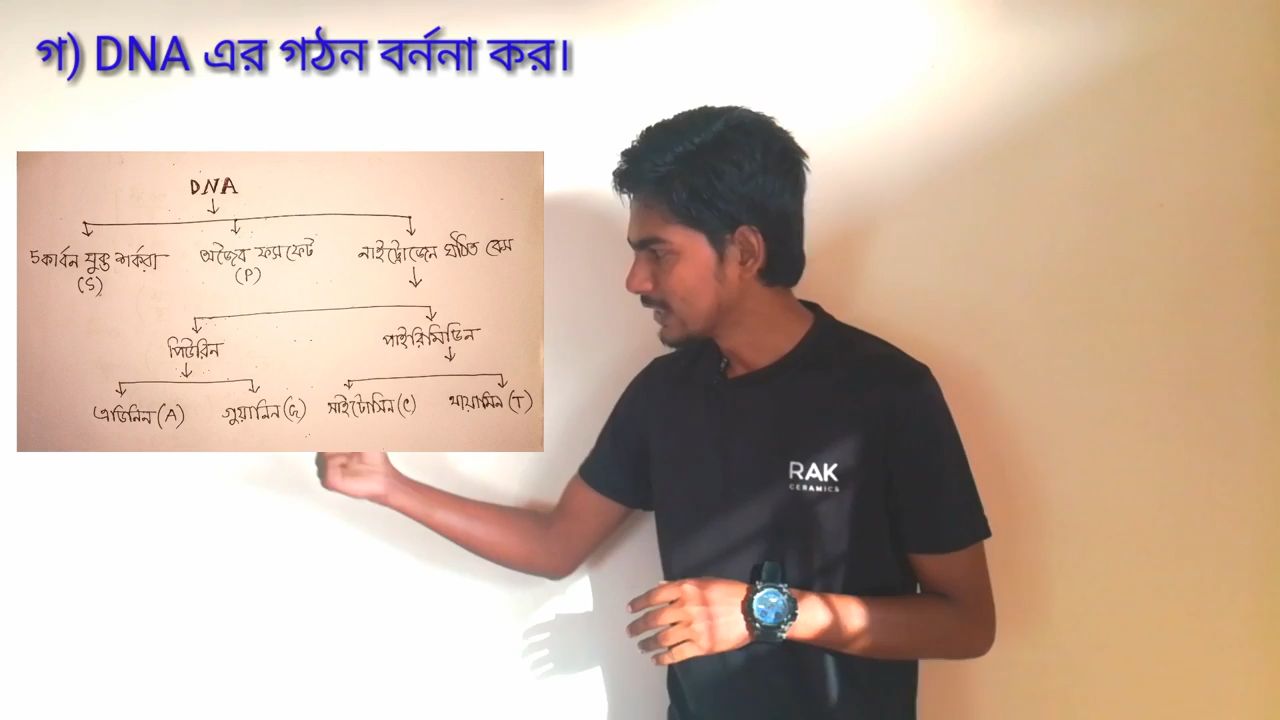 গ) DNA এর গঠন বর্ননা কর।
DNA
5কার্বন যুক্ত শর্করা অজৈব ফসফেট নাইট্রোজেন ঘটিত বেস
(S) (P)
পিউরিন পাইরিমিডিন
এডিনিন (A) গুয়ানিন (G) সাইটোসিন (C) থায়ামিন (T)
RAK
CERAMICS